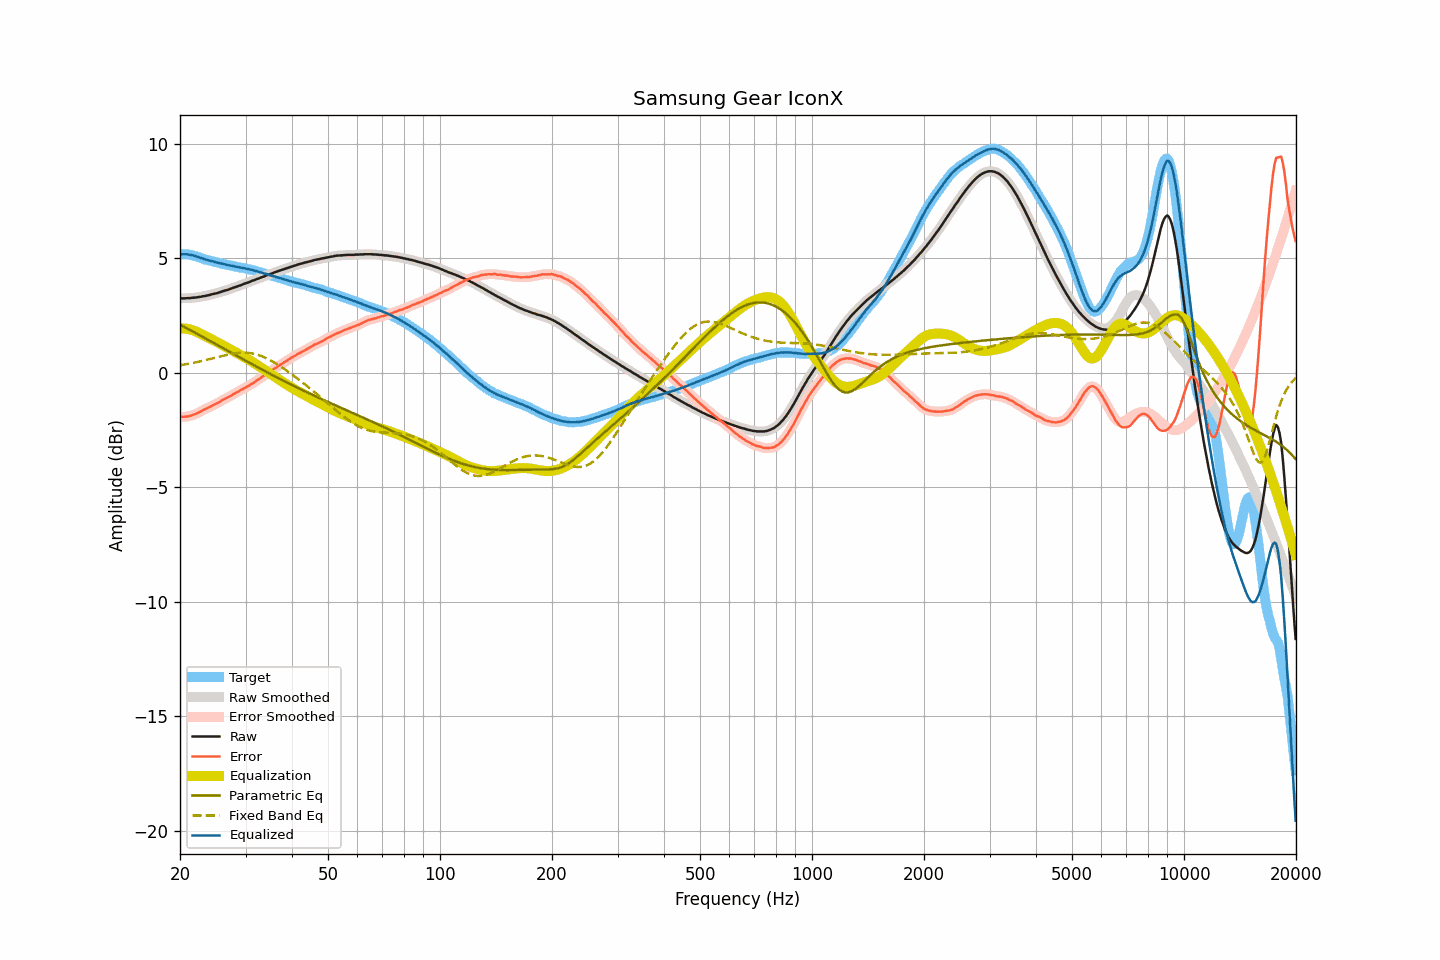 Samsung Gear IconX
Amplitude (dBr)
10
5
0
−5
−10
−15
−20
Target
Raw Smoothed
Error Smoothed
Raw
Error
Equalization
Parametric Eq
Fixed Band Eq
Equalized
20 50 100 200 500 1000 2000 5000 10000 20000
Frequency (Hz)